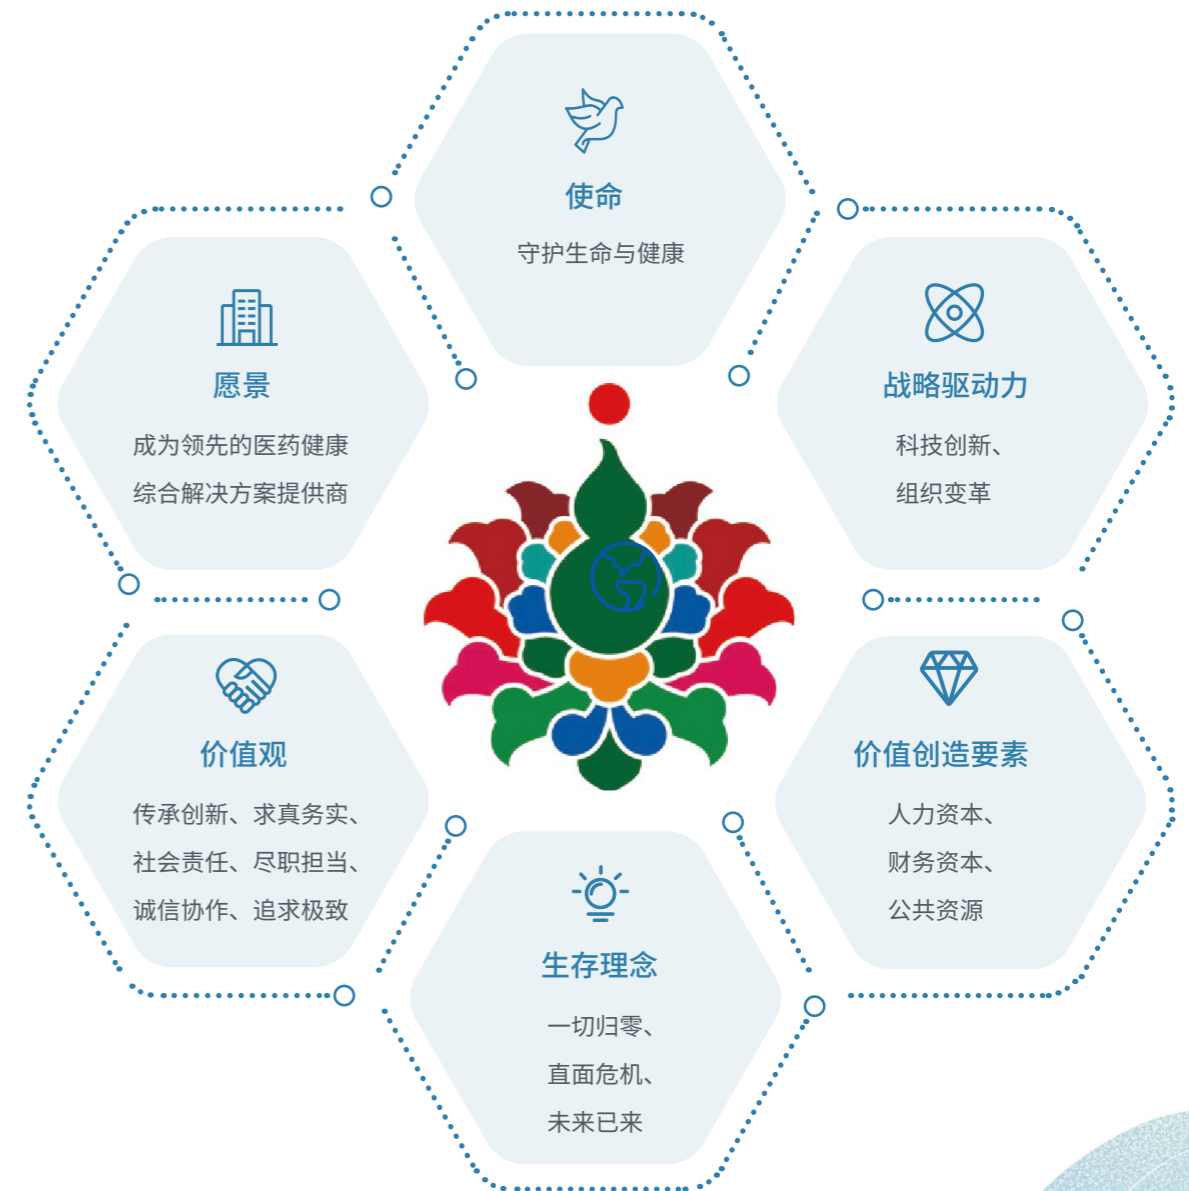 使命
守护生命与健康
愿景
成为领先的医药健康
综合解决方案提供商
战略驱动力
科技创新、
组织变革
价值观
传承创新、求真务实、
社会责任、尽职担当、
诚信协作、追求极致
价值创造要素
人力资本、
财务资本、
公共资源
生存理念
一切归零、
直面危机、
未来已来